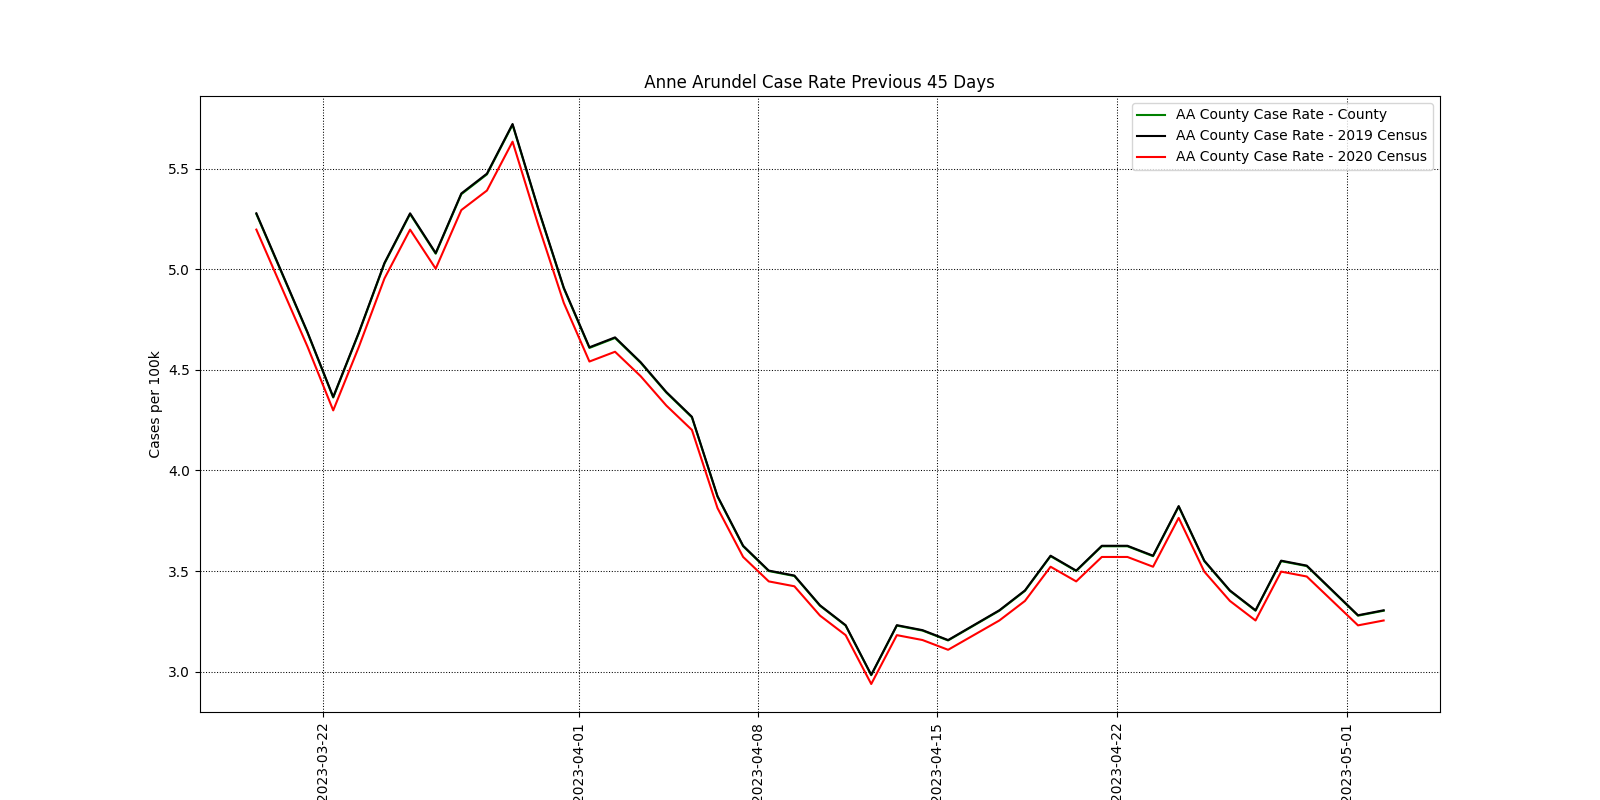 Anne Arundel Case Rate Previous 45 Days
AA County Case Rate - County
AA County Case Rate - 2019 Census
AA County Case Rate - 2020 Census
Cases per 100k
5.5
5.0
4.5
4.0
3.5
3.0
2023-03-22
2023-04-01
2023-04-08
2023-04-15
2023-04-22
2023-05-01